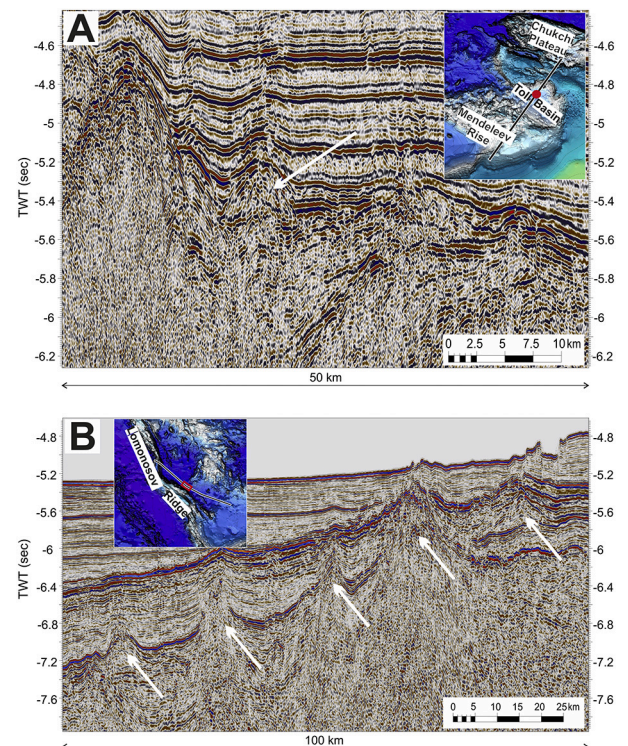 A
Chukchi
Plateau
Toll Basin
Mendeleev
Rise
TWT (sec)
-4.6
-4.8
-5
-5.2
-5.4
-5.6
-5.8
-6
-6.2
-4.6
-4.8
-5
-5.2
-5.4
-5.6
-5.8
-6
-6.2
0 2.5 5 7.5 10 km
50 km
B
Lomonosov
Ridge
TWT (sec)
-4.8
-5.2
-5.6
-6
-6.4
-6.8
-7.2
-7.6
-4.8
-5.2
-5.6
-6
-6.4
-6.8
-7.2
-7.6
0 5 10 15 20 25 km
100 km